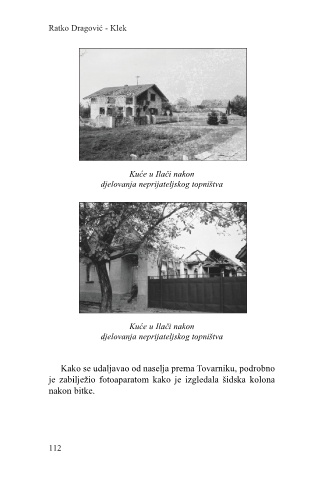 Ratko Dragović - Klek
Kuće u Ilači nakon
djelovanja neprijateljskog topništva
Kuće u Ilači nakon
djelovanja neprijateljskog topništva
Kako se udaljavao od naselja prema Tovarniku, podrobno
je zabilježio fotoaparatom kako je izgledala šidska kolona
nakon bitke.
112